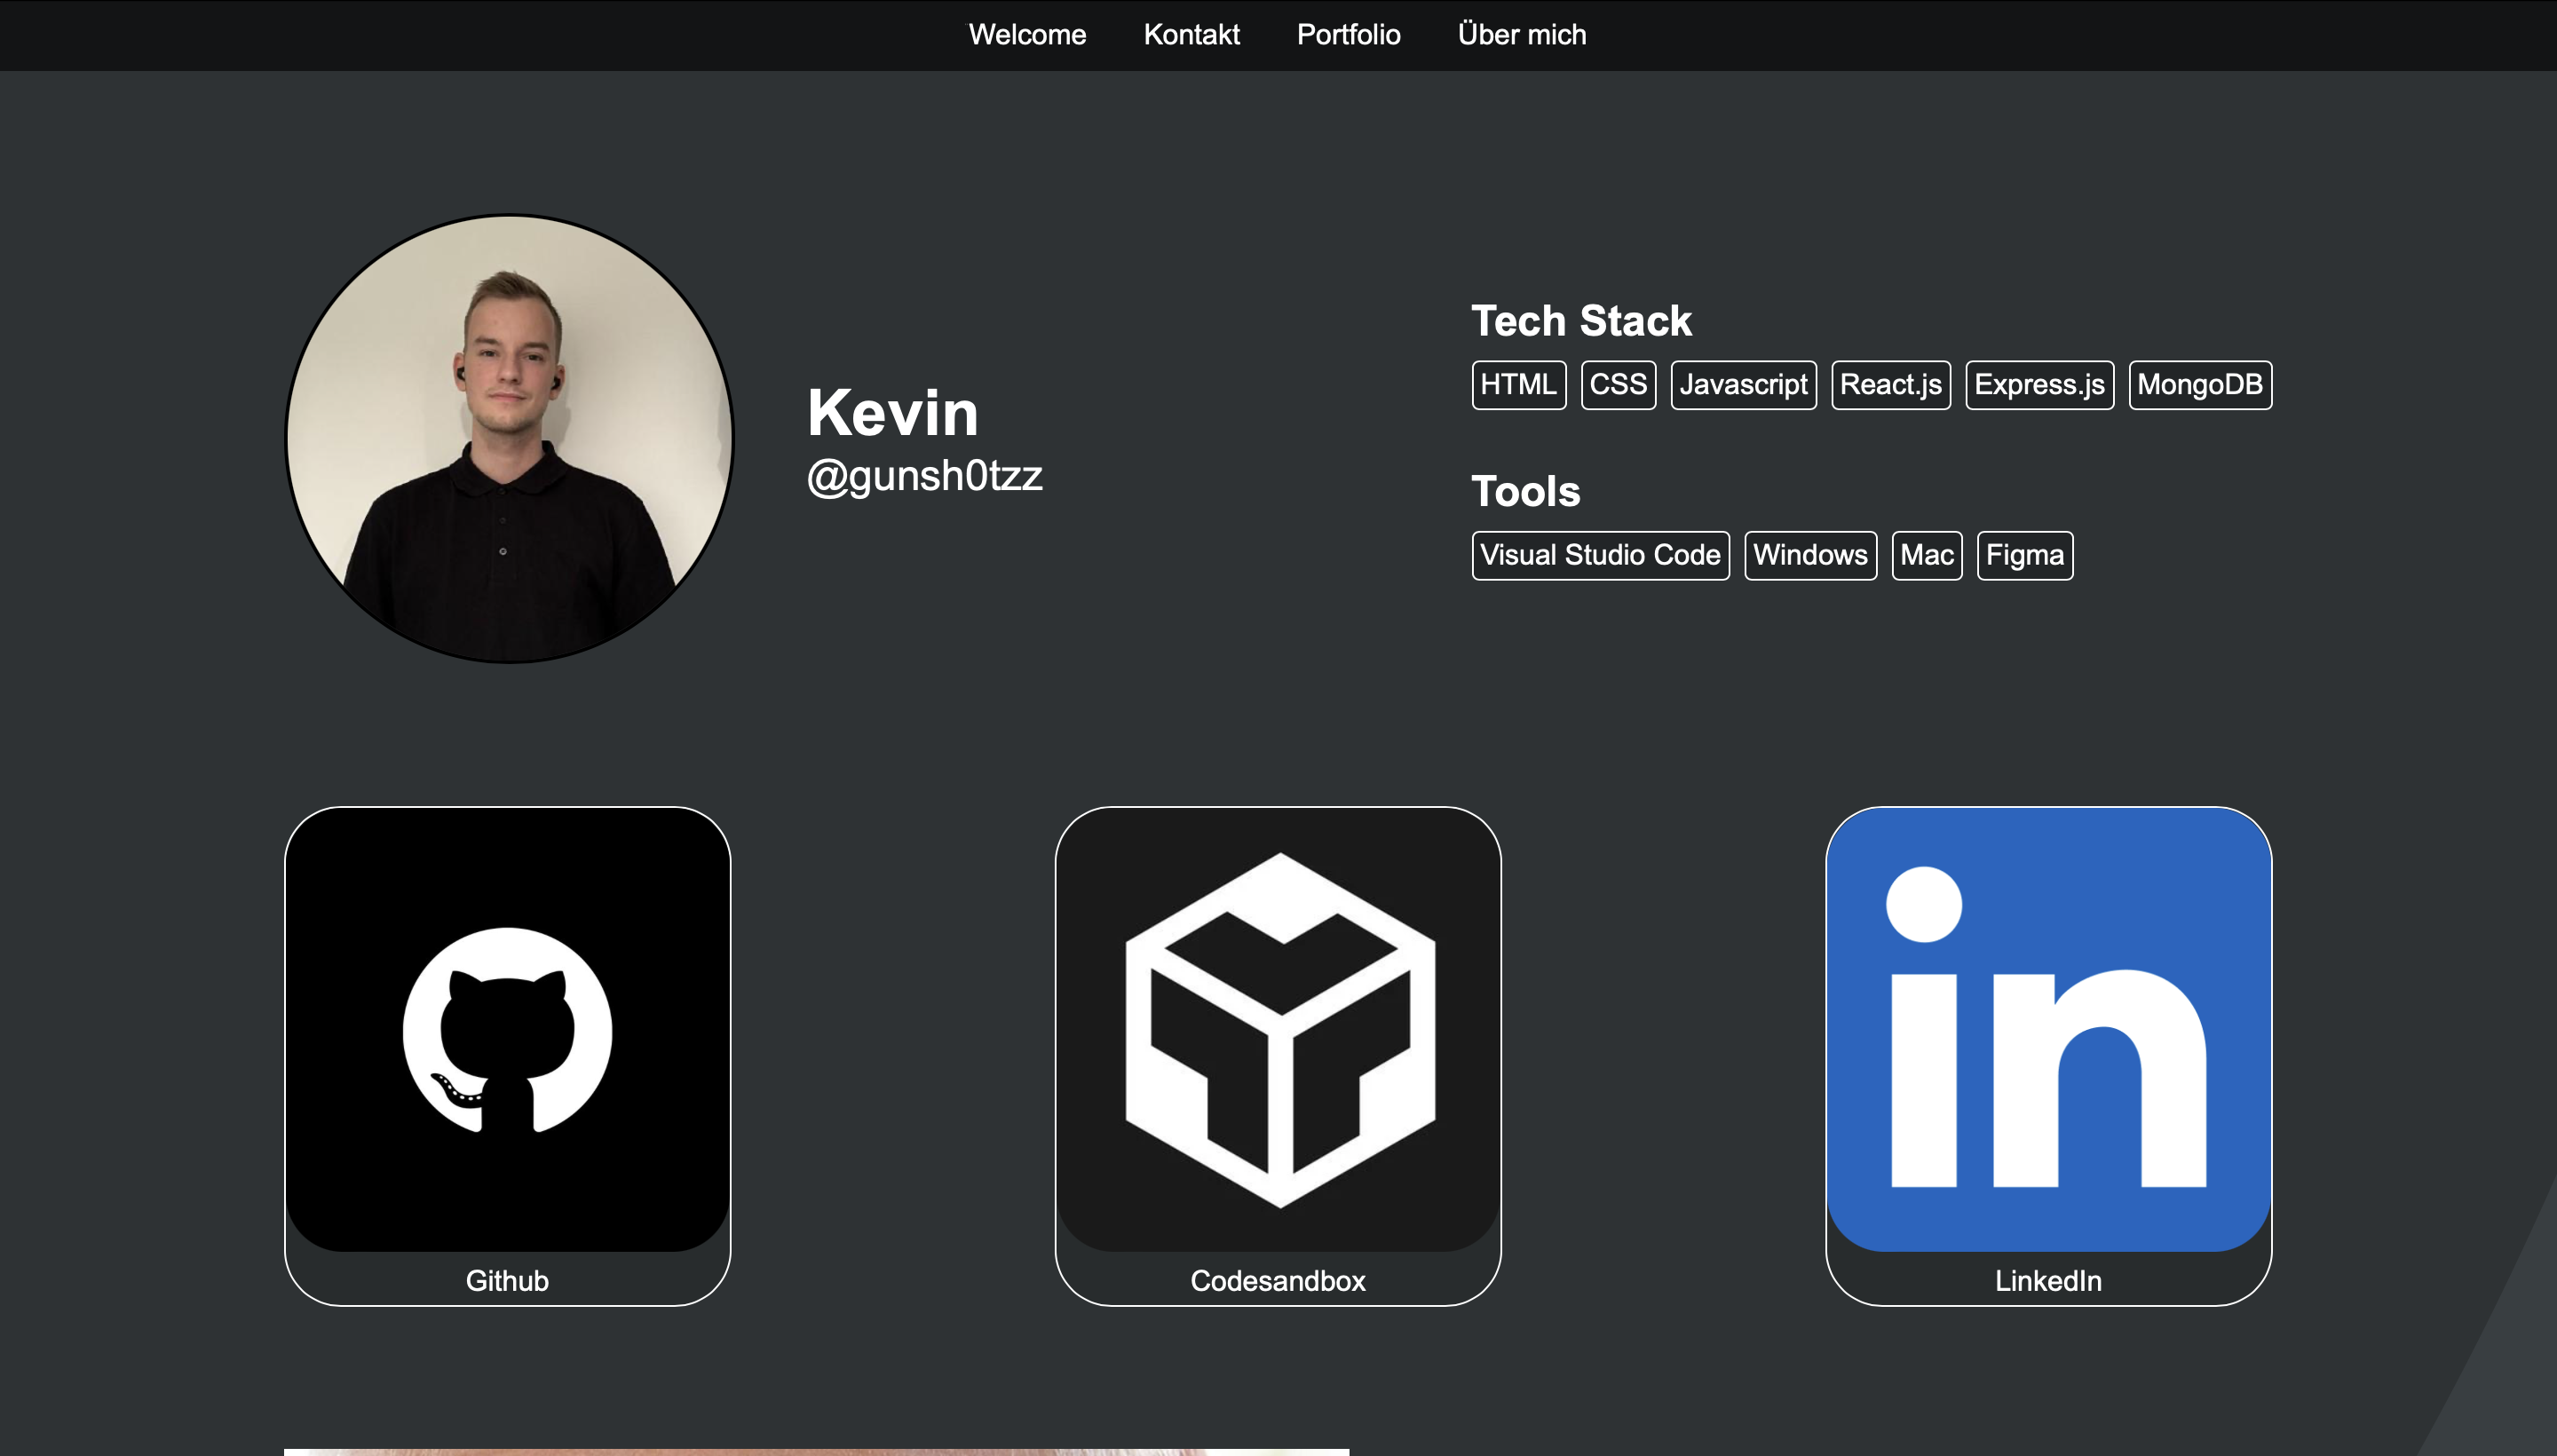 Welcome Kontakt Portfolio Über mich
Kevin
@gunsh0tzz
Tech Stack
HTML CSS Javascript React.js Express.js MongoDB
Tools
Visual Studio Code Windows Mac Figma
in
Github Codesandbox LinkedIn